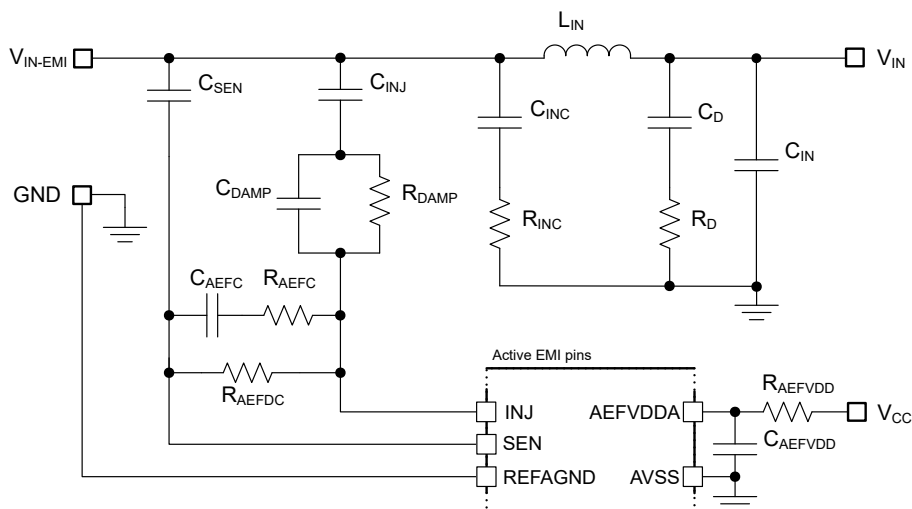 L_IN
V_IN-EMI
V_IN
C_SEN
C_INJ
C_INC
C_D
C_IN
GND
C_DAMP
R_DAMP
R_INC
R_D
C_AEFC
R_AEFC
R_AEFDC
Active EMI pins
R_AEFVDD
INJ
AEFVDDA
V_CC
SEN
C_AEFVDD
REFAGND
AVSS